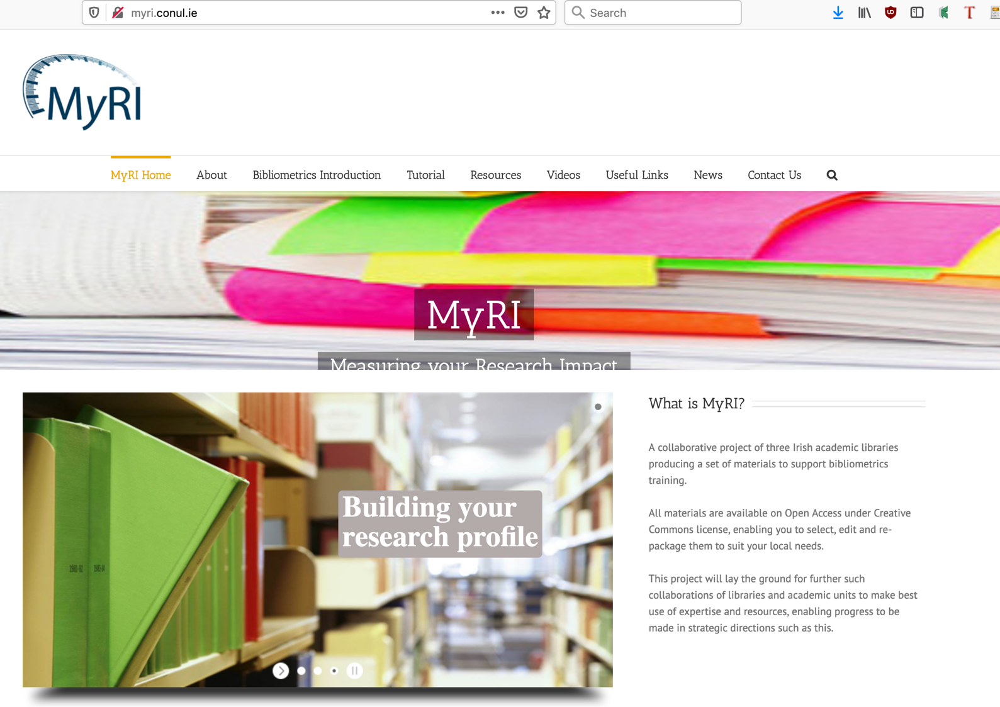 myri.conul.ie
Search
MyRI
MyRI Home About Bibliometrics Introduction Tutorial Resources Videos Useful Links News Contact Us
MyRI
Measuring your Research Impact
Building your
research profile
What is MyRI?
A collaborative project of three Irish academic libraries
producing a set of materials to support bibliometrics
training.
All materials are available on Open Access under Creative
Commons license, enabling you to select, edit and re-
package them to suit your local needs.
This project will lay the ground for further such
collaborations of libraries and academic units to make best
use of expertise and resources, enabling progress to be
made in strategic directions such as this.